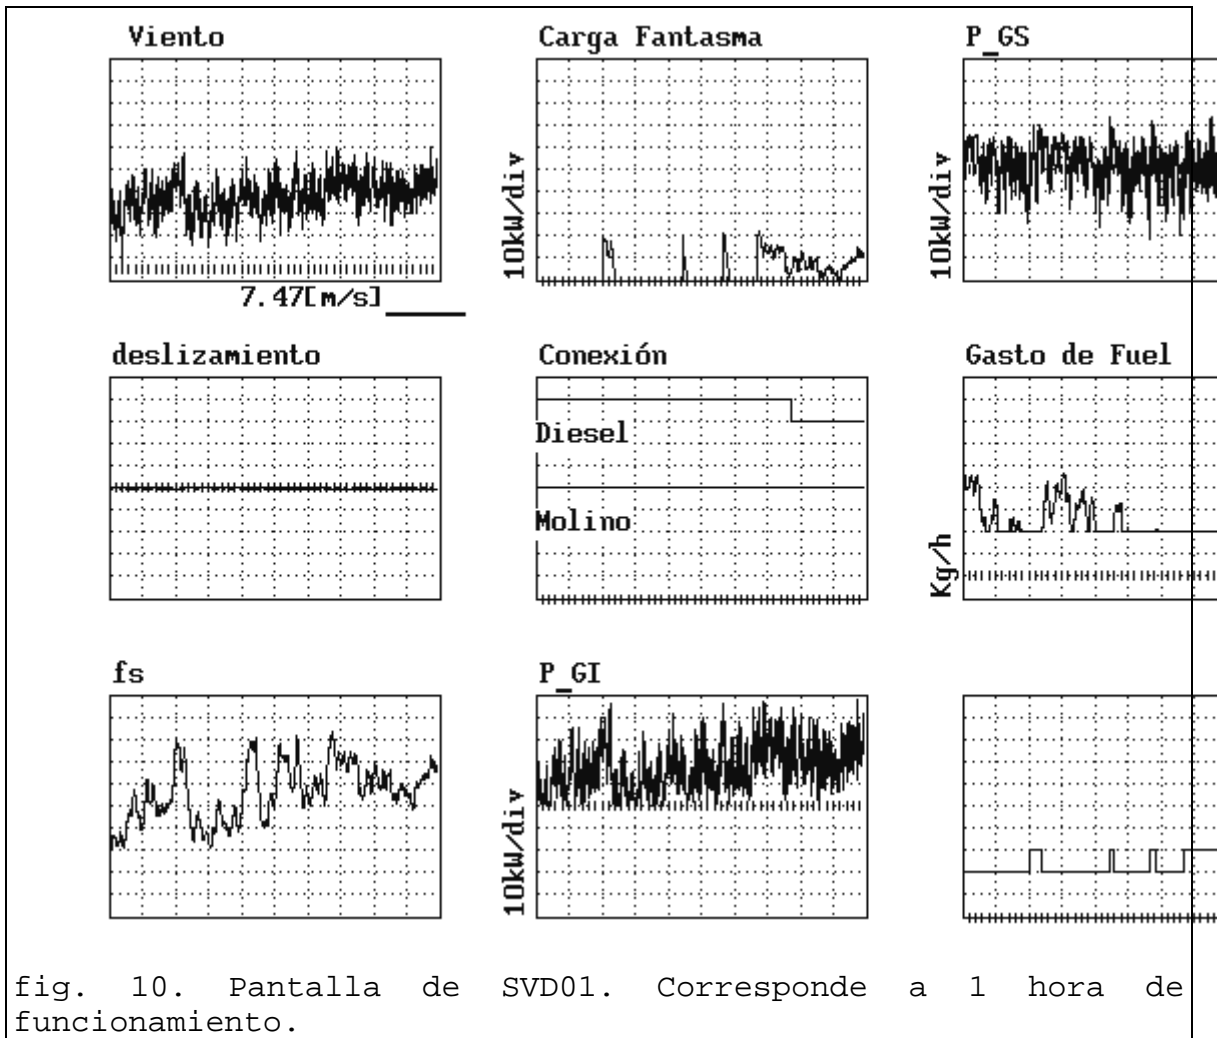 Viento
Carga Fantasma
P_GS
10kW/div
10kW/div
7.47[m/s]
deslizamiento
Conexión
Gasto de Fuel
Diesel
Molino
Kg/h
fs
P_GI
10kW/div
fig. 10. Pantalla de SVD01. Corresponde a 1 hora de
funcionamiento.